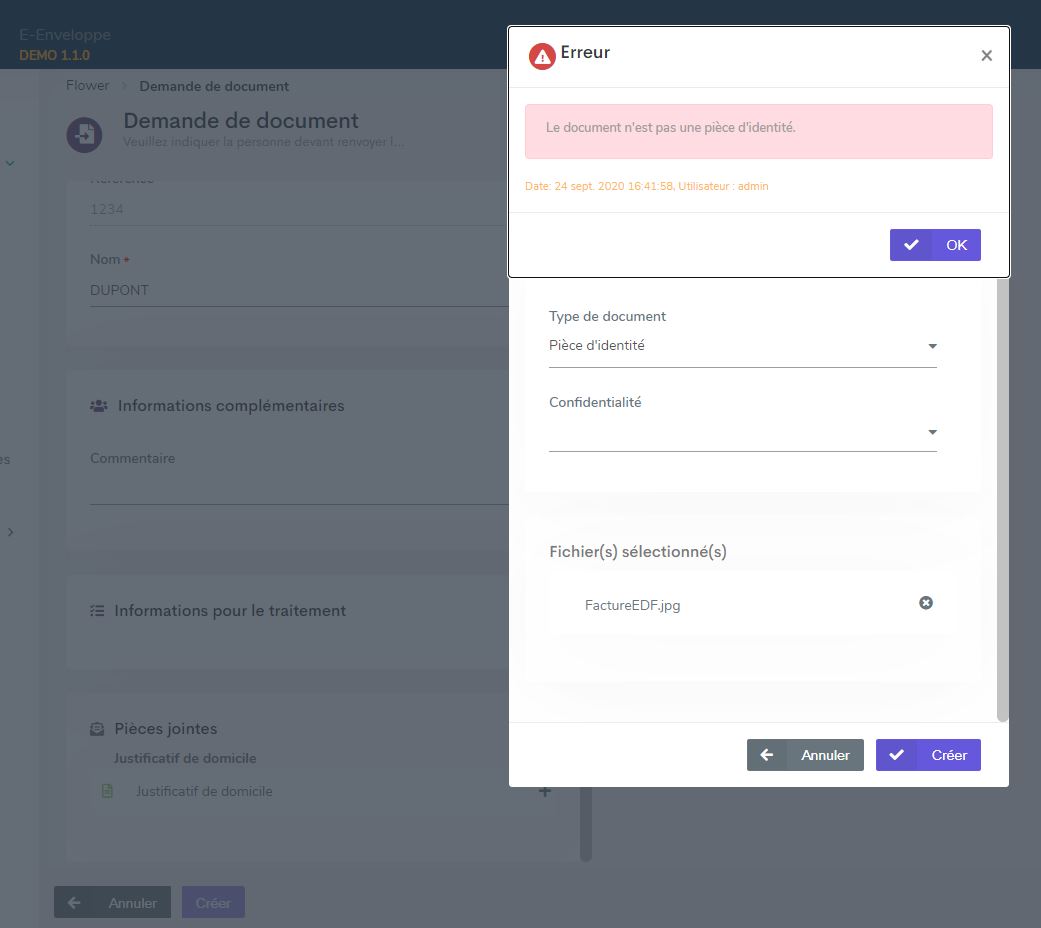 E-Enveloppe
DEMO 1.1.0
Flower > Demande de document
Demande de document
Veuillez indiquer la personne devant renvoyer l...
Référence
1234
Nom *
DUPONT
Informations complémentaires
Commentaire
es
Informations pour le traitement
Pièces jointes
Justificatif de domicile
Justificatif de domicile
Annuler
Créer
Erreur
Le document n'est pas une pièce d'identité.
Date: 24 sept. 2020 16:41:58, Utilisateur : admin
OK
Type de document
Pièce d'identité
Confidentialité
Fichier(s) sélectionné(s)
FactureEDF.jpg
Annuler
Créer